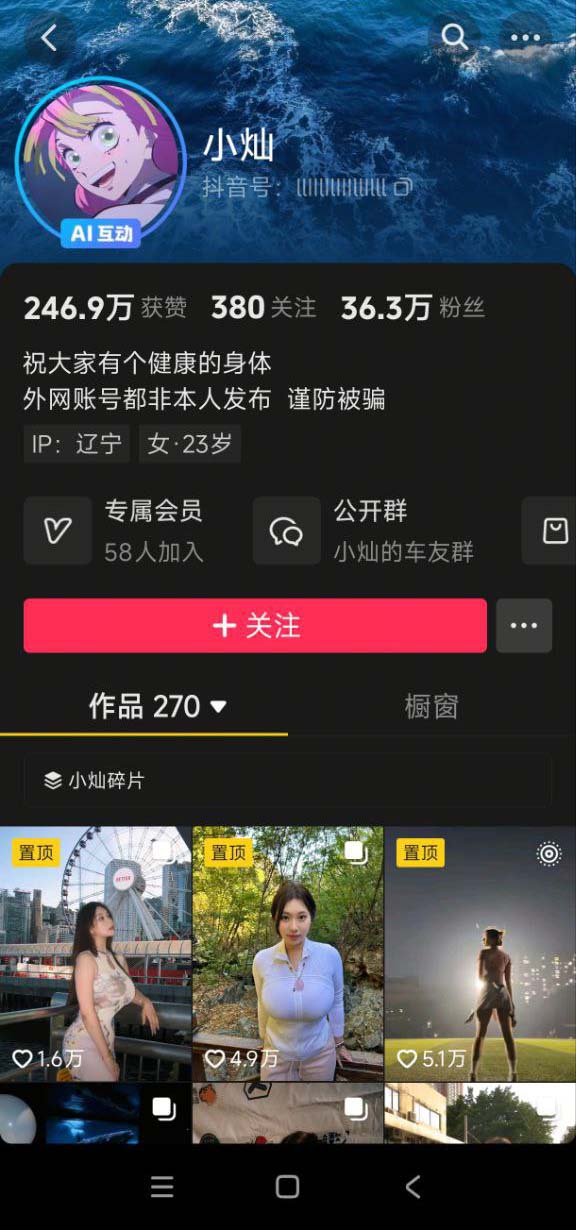 小灿
抖音号：
AI 互动
246.9万 获赞 380 关注 36.3万 粉丝
祝大家有个健康的身体
外网账号都非本人发布 谨防被骗
IP：辽宁 女·23岁
专属会员 公开群
58人加入 小灿的车友群
+ 关注
作品 270 橱窗
小灿碎片
置顶 置顶 置顶
1.6万 4.9万 5.1万